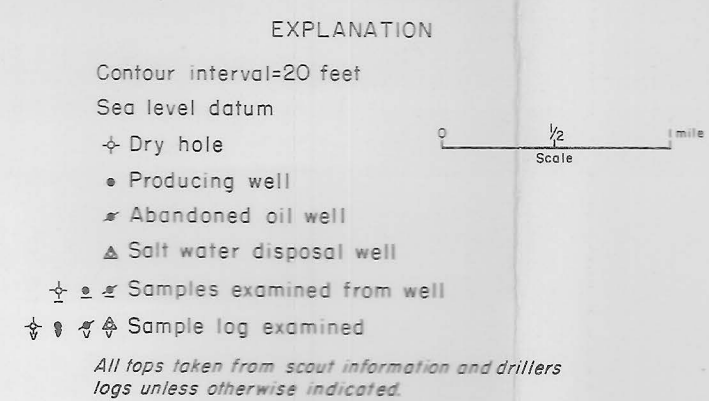 EXPLANATION
Contour interval=20 feet
Sea level datum
Dry hole
0 1/2 1 mile
Scale
Producing well
Abandoned oil well
Salt water disposal well
Samples examined from well
Sample log examined
All tops taken from scout information and drillers
logs unless otherwise indicated.